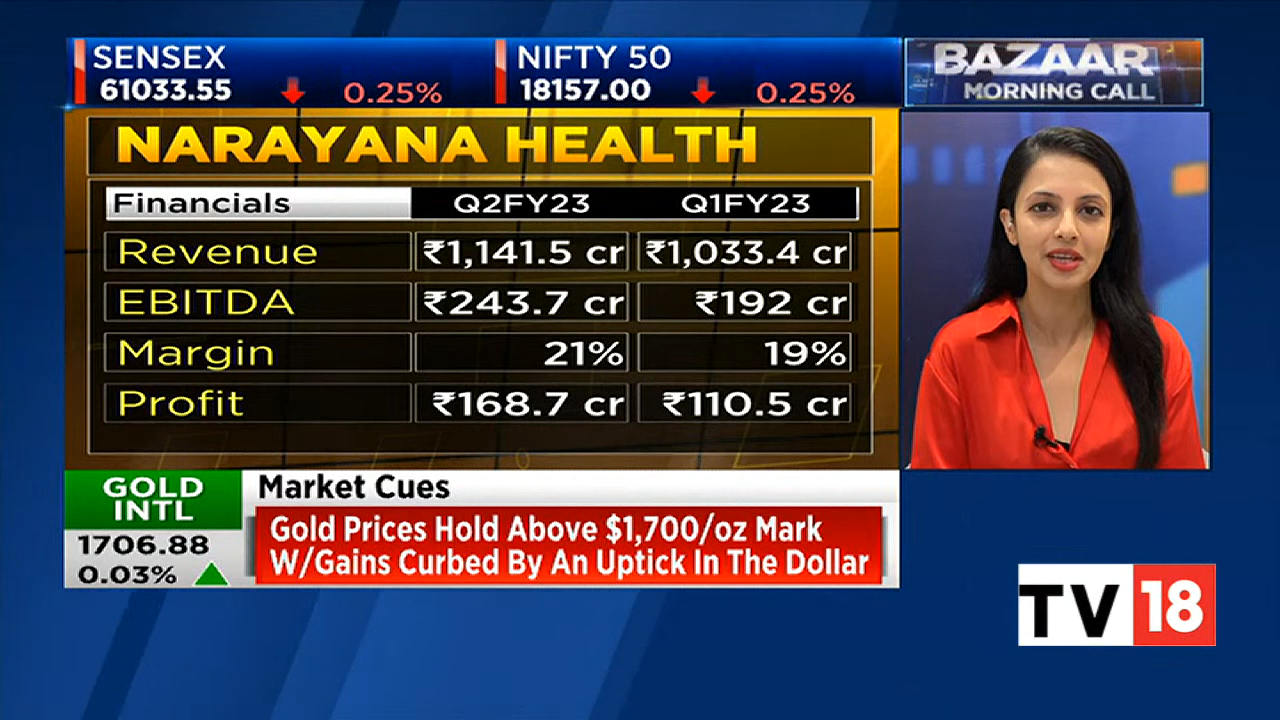 SENSEX
61033.55 0.25%
NIFTY 50
18157.00 0.25%
BAZAAR
MORNING CALL
NARAYANA HEALTH
Financials Q2FY23 Q1FY23
Revenue ₹1,141.5 cr ₹1,033.4 cr
EBITDA ₹243.7 cr ₹192 cr
Margin 21% 19%
Profit ₹168.7 cr ₹110.5 cr
GOLD
INTL
1706.88
0.03%
Market Cues
Gold Prices Hold Above $1,700/oz Mark
W/Gains Curbed By An Uptick In The Dollar
TV18